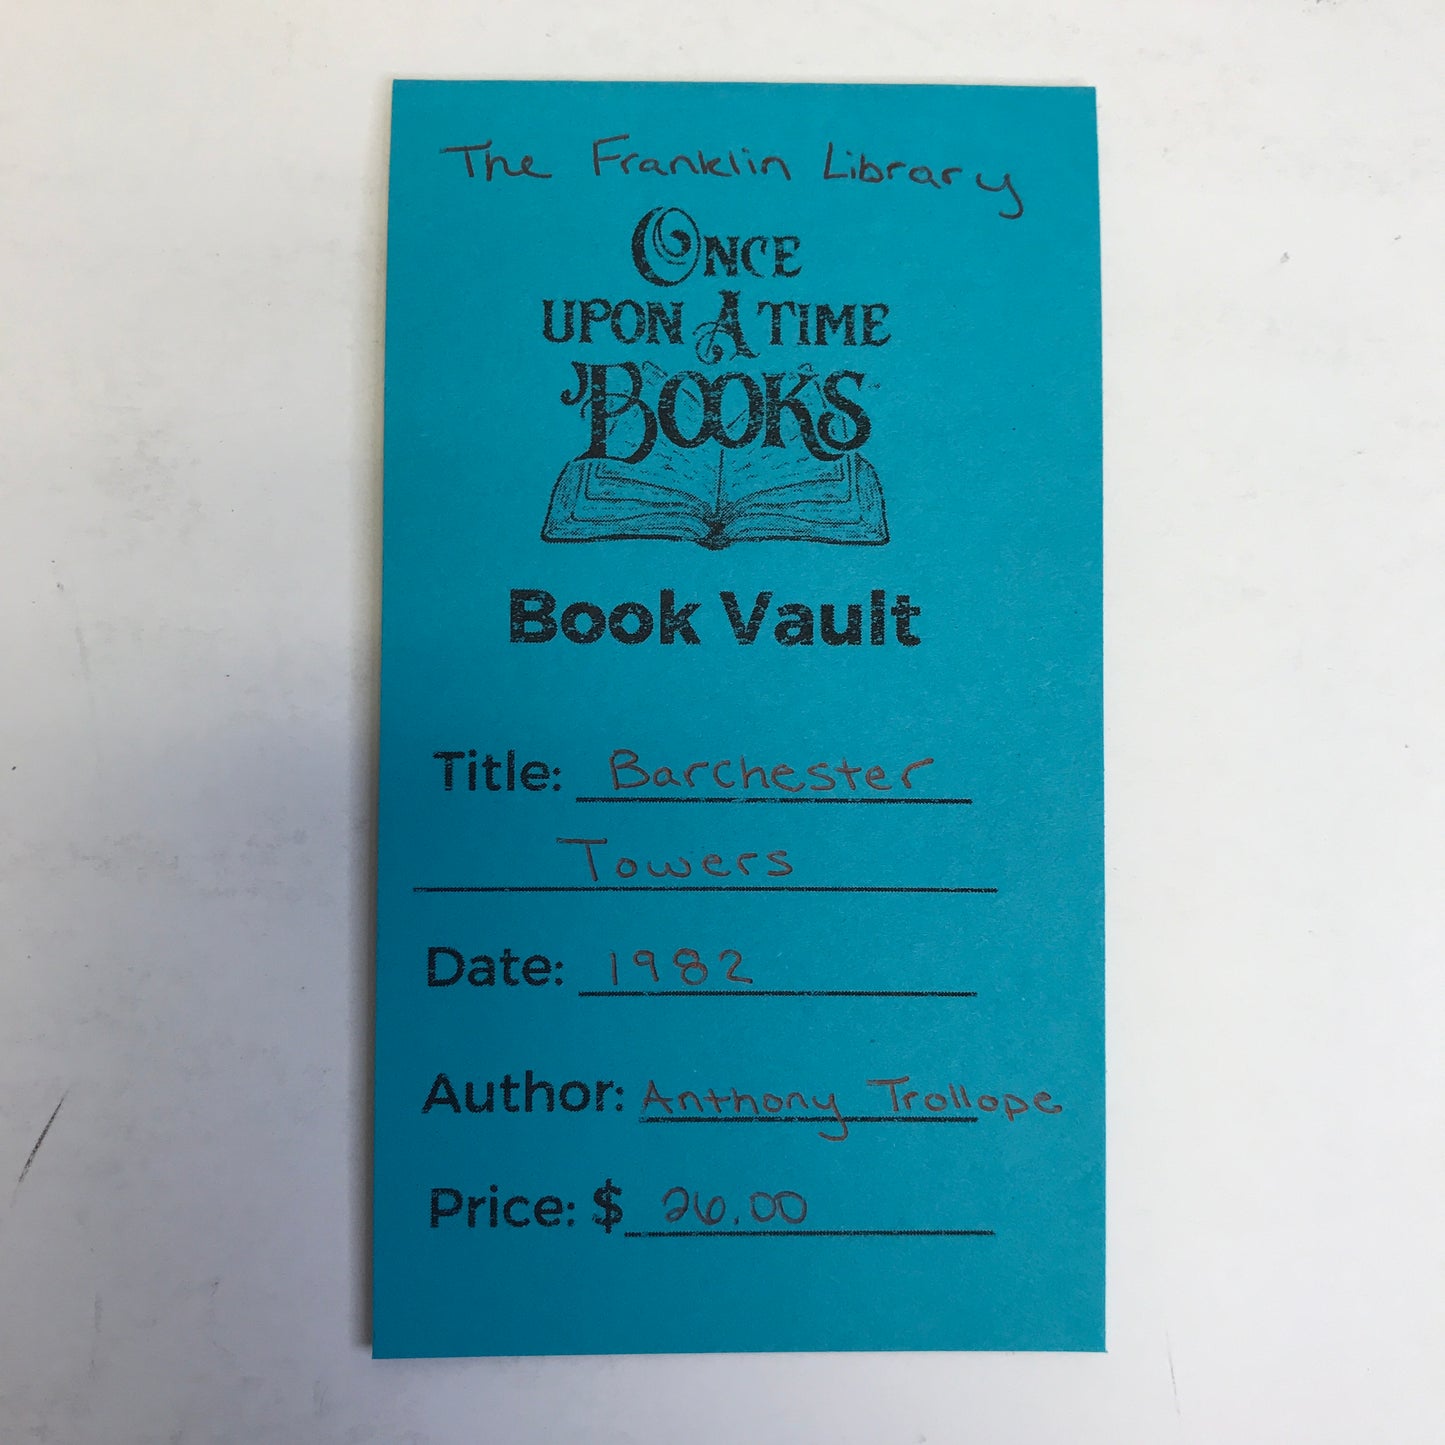 The Franklin Library
ONCE
UPON A TIME
BOOKS
Book Vault
Title: Barchester
Towers
Date: 1982
Author: Anthony Trollope
Price: $ 26.00